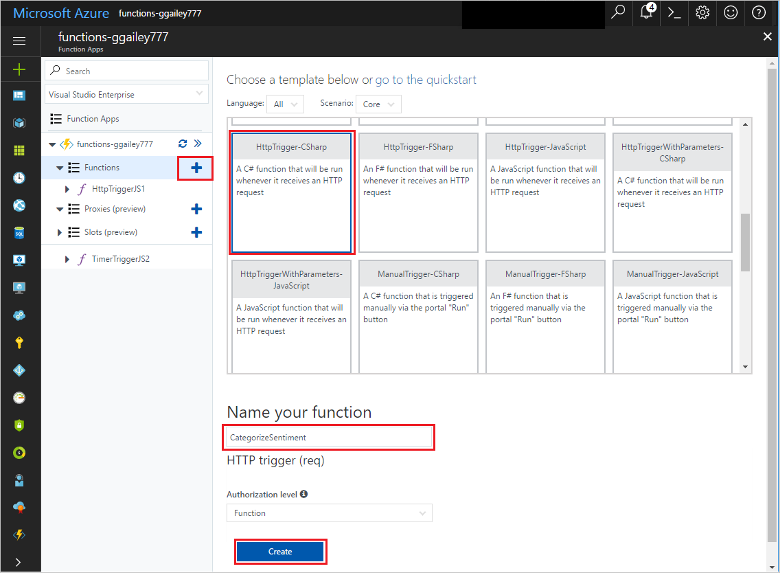 Microsoft Azure functions-ggailey777
4
functions-ggailey777
Function Apps
Search
Visual Studio Enterprise
Function Apps
functions-ggailey777
Functions
HttpTriggerJS1
Proxies (preview)
Slots (preview)
TimerTriggerJS2
Choose a template below or go to the quickstart
Language: All Scenario: Core
HttpTrigger-CSharp
A C# function that will be
run whenever it receives an
HTTP request
HttpTrigger-FSharp
An F# function that will be
run whenever it receives an
HTTP request
HttpTrigger-JavaScript
A JavaScript function that will
be run whenever it receives an
HTTP request
HttpTriggerWithParameters-
CSharp
A C# function that will be
run whenever it receives an
HTTP request
HttpTriggerWithParameters-
JavaScript
A JavaScript function that will
be run whenever it receives an
HTTP request
ManualTrigger-CSharp
A C# function that is triggered
manually via the portal "Run"
button
ManualTrigger-FSharp
An F# function that is
triggered manually via the
portal "Run" button
ManualTrigger-JavaScript
A JavaScript function that is
triggered manually via the
portal "Run" button
Name your function
CategorizeSentiment
HTTP trigger (req)
Authorization level
Function
Create